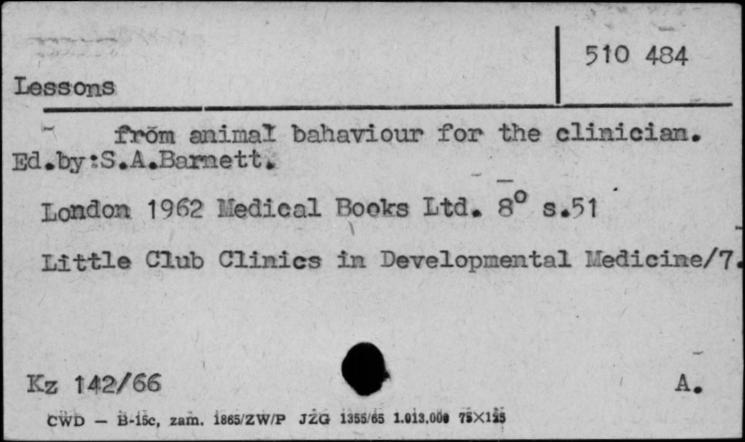 510 484
Lessons
from animal bahaviour for the clinician.
Ed.by:S.A.Barnett.
London 1962 Medical Books Ltd. 8° s.51
Little Club Clinics in Developmental Medicine/7.
Kz 142/66 A.
CWD — B-15c, zam. 1865/ZW/P JZG 1355/65 1.013.000 75×125